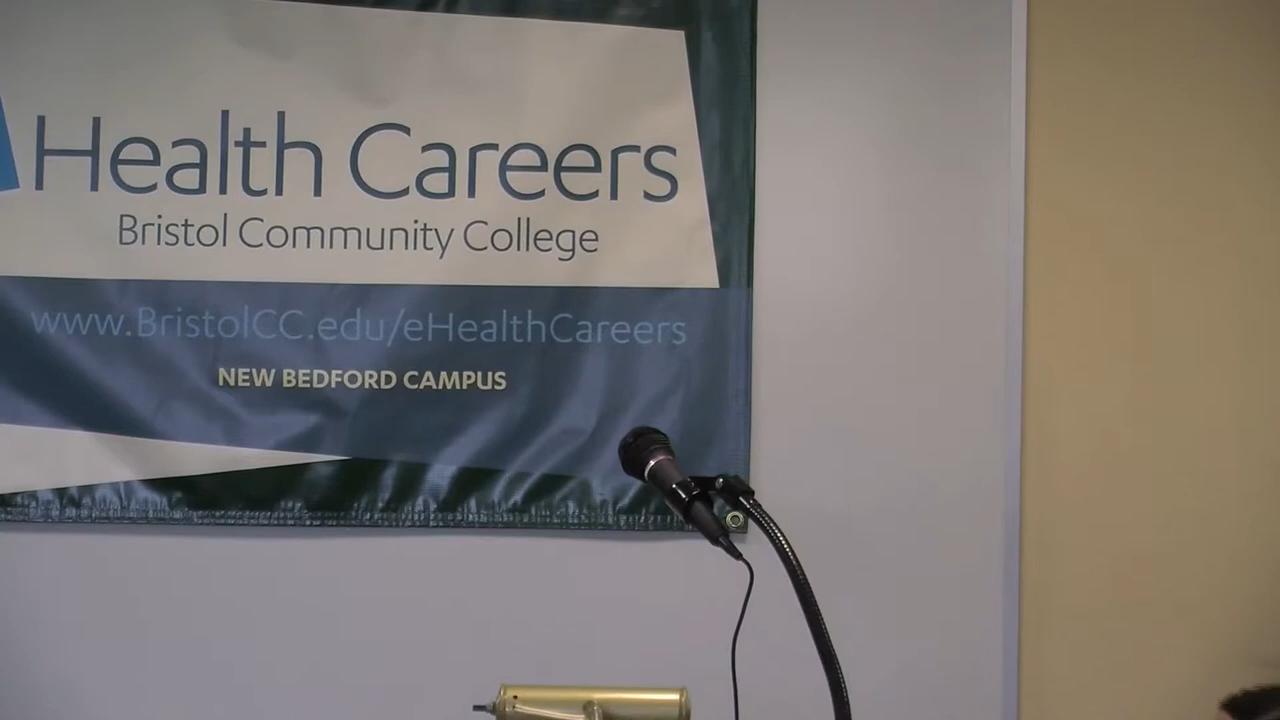 Health Careers
Bristol Community College
www.BristolCC.edu/eHealthCareers
NEW BEDFORD CAMPUS